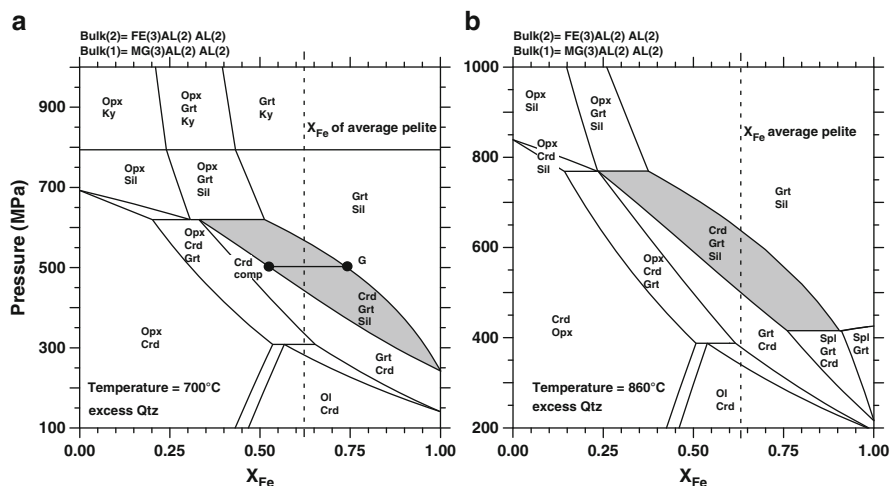 a
Bulk(2)= FE(3)AL(2) AL(2)
Bulk(1)= MG(3)AL(2) AL(2)
Pressure (MPa)
900
700
500
300
100
Opx
Ky
Opx
Grt
Ky
Grt
Ky
X Fe of average pelite
Opx
Sil
Opx
Grt
Sil
Grt
Sil
Opx
Crd
Grt
Crd
comp
G
Crd
Grt
Sil
Opx
Crd
Grt
Crd
Ol
Crd
Temperature = 700°C
excess Qtz
0.00
0.25
0.50
0.75
1.00
X Fe
b
Bulk(2)= FE(3)AL(2) AL(2)
Bulk(1)= MG(3)AL(2) AL(2)
1000
800
600
400
200
Opx
Sil
Opx
Grt
Sil
X Fe average pelite
Opx
Crd
Sil
Grt
Sil
Crd
Grt
Sil
Opx
Crd
Grt
Crd
Opx
Grt
Crd
Spl
Grt
Crd
Spl
Grt
Ol
Crd
Temperature = 860°C
excess Qtz
0.00
0.25
0.50
0.75
1.00
X Fe